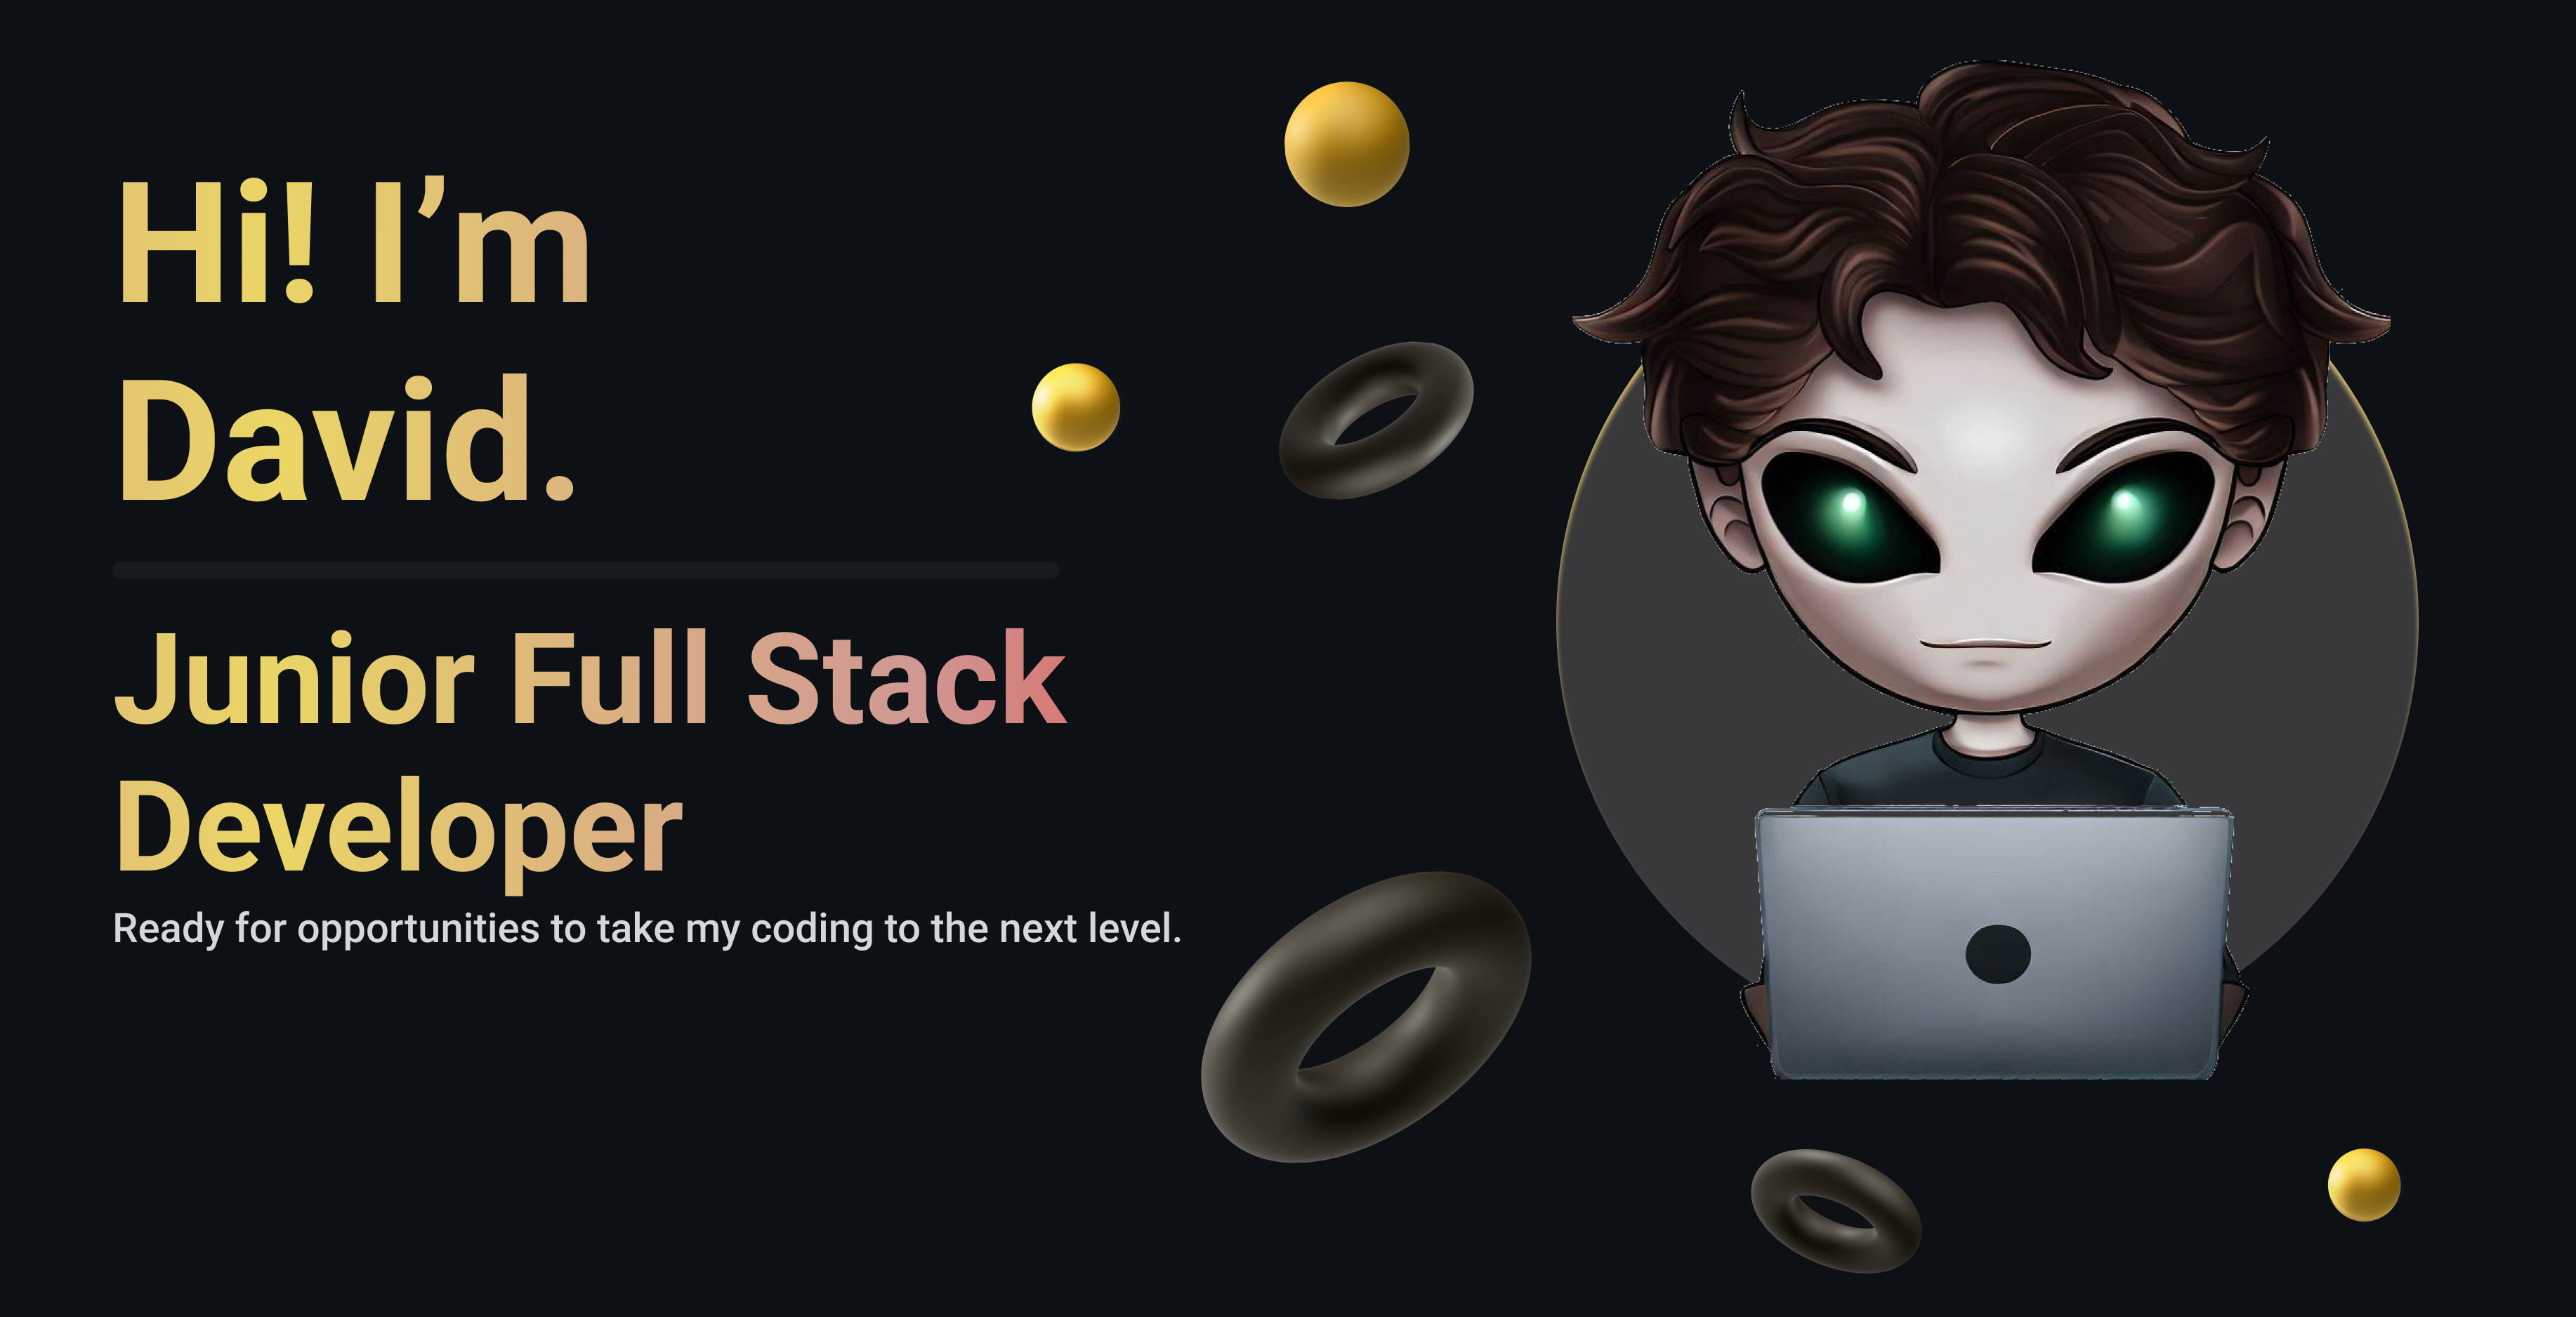 Hi! I’m
David.
Junior Full Stack
Developer
Ready for opportunities to take my coding to the next level.